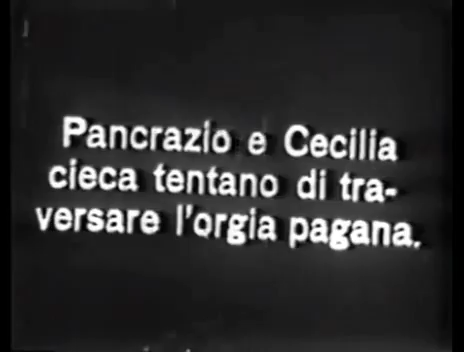 Pancrazio e Cecilia
cieca tentano di tra-
versare l'orgia pagana.